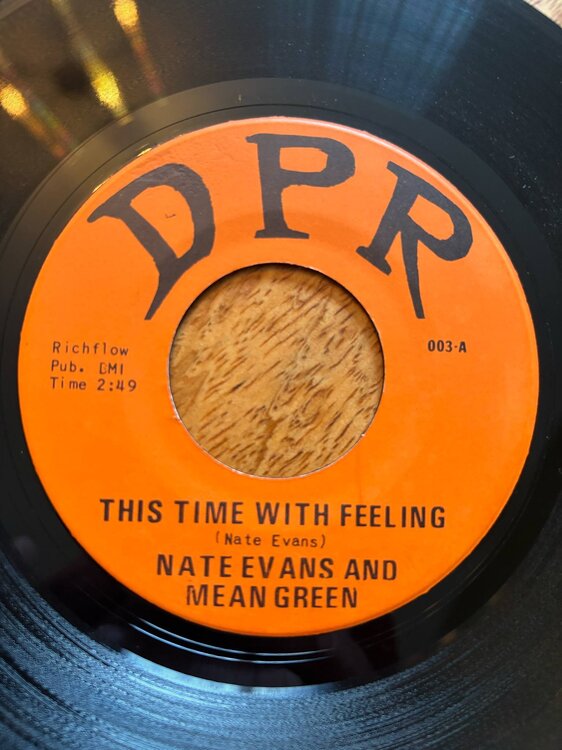 DPR
Richflow
Pub. BMI
Time 2:49
003-A
THIS TIME WITH FEELING
(Nate Evans)
NATE EVANS AND
MEAN GREEN